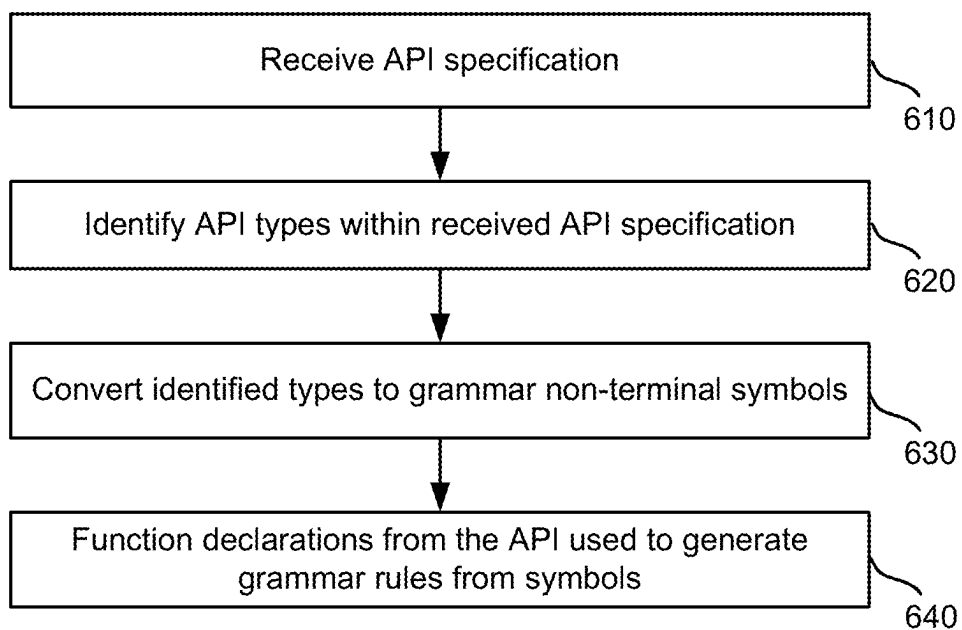 Receive API specification
610
Identify API types within received API specification
620
Convert identified types to grammar non-terminal symbols
630
Function declarations from the API used to generate
grammar rules from symbols
640